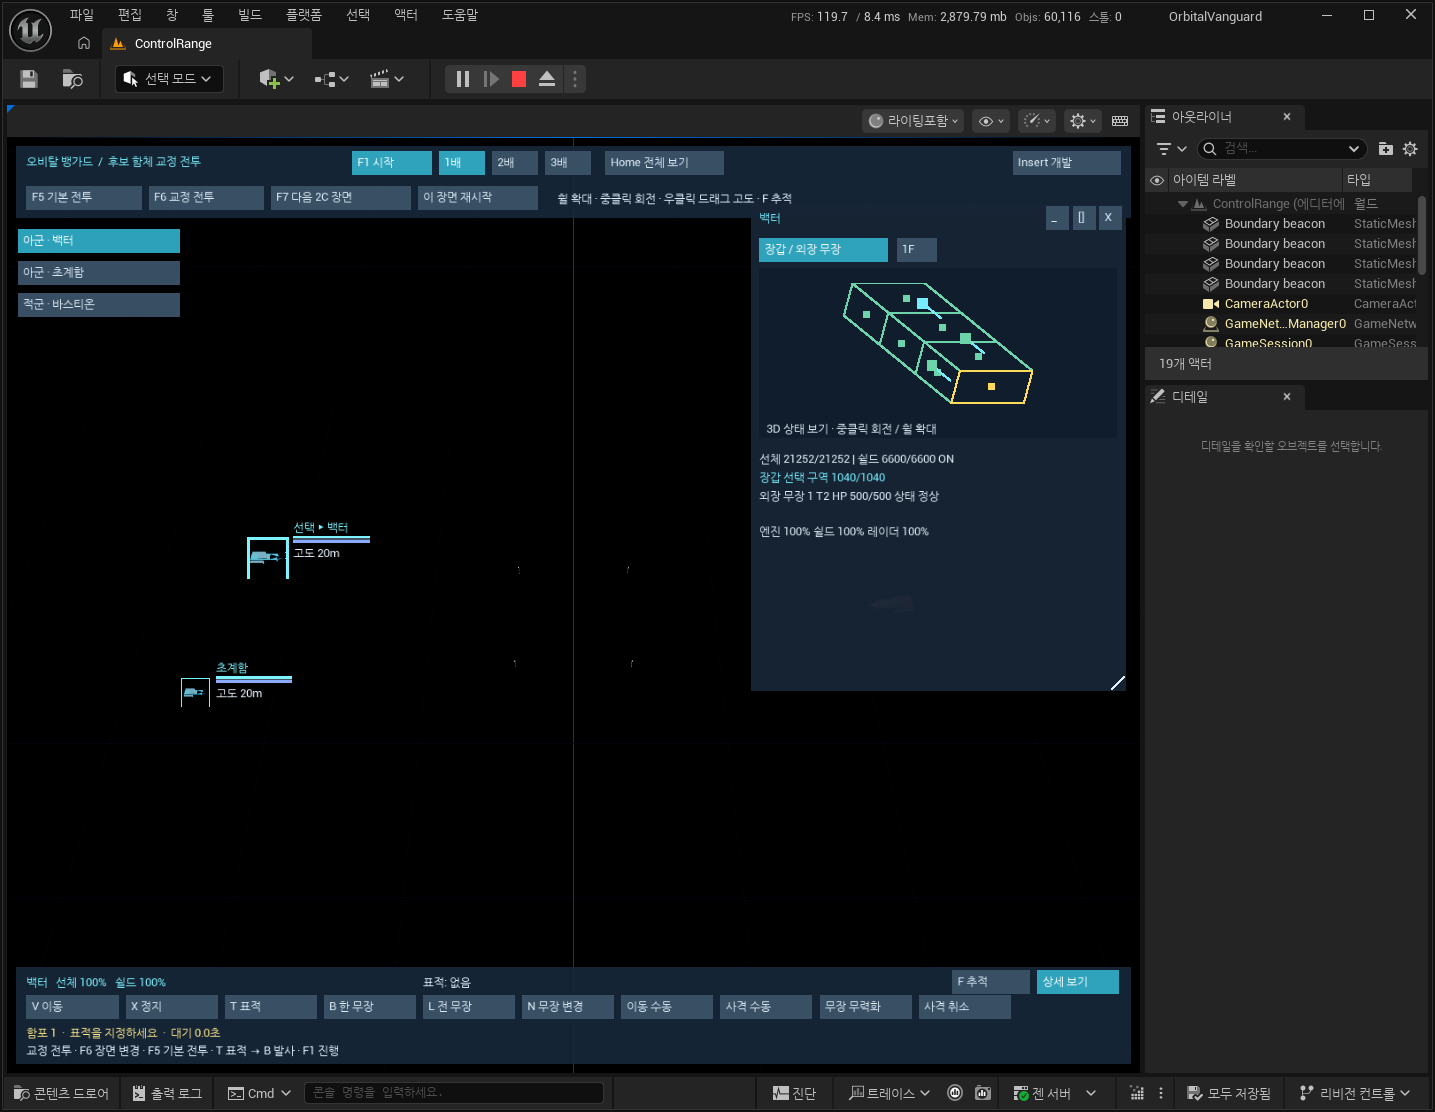 파일 편집 창 툴 빌드 플랫폼 선택 액터 도움말
FPS: 119.7 / 8.4 ms Mem: 2,879.79 mb Objs: 60,116 스톨: 0
OrbitalVanguard
ControlRange
선택 모드
라이팅포함
오비탈 뱅가드 / 후보 함체 교정 전투
F1 시작
1배
2배
3배
Home 전체 보기
Insert 개발
F5 기본 전투
F6 교정 전투
F7 다음 2C 장면
이 장면 재시작
휠 확대 · 중클릭 회전 · 우클릭 드래그 고도 · F 추적
아군 · 백터
아군 · 초계함
적군 · 바스티온
백터
_
[]
X
장갑 / 외장 무장
1F
3D 상태 보기 · 중클릭 회전 / 휠 확대
선체 21252/21252 | 쉴드 6600/6600 ON
장갑 선택 구역 1040/1040
외장 무장 1 T2 HP 500/500 상태 정상
엔진 100% 쉴드 100% 레이더 100%
선택 ▸ 백터
고도 20m
초계함
고도 20m
백터 선체 100% 쉴드 100%
표적: 없음
F 추적
상세 보기
V 이동
X 정지
T 표적
B 한 무장
L 전 무장
N 무장 변경
이동 수동
사격 수동
무장 무력화
사격 취소
함포 1 · 표적을 지정하세요 · 대기 0.0초
교정 전투 · F6 장면 변경 · F5 기본 전투 · T 표적 → B 발사 · F1 진행
아웃라이너
검색...
아이템 라벨 타입
ControlRange (에디터에 월드
Boundary beacon StaticMesh
Boundary beacon StaticMesh
Boundary beacon StaticMesh
Boundary beacon StaticMesh
CameraActor0 CameraAct
GameNet...Manager0 GameNetw
GameSession0 GameSess
19개 액터
디테일
디테일을 확인할 오브젝트를 선택합니다.
콘텐츠 드로어
출력 로그
Cmd
콘솔 명령을 입력하세요.
진단
트레이스
젠 서버
모두 저장됨
리비전 컨트롤